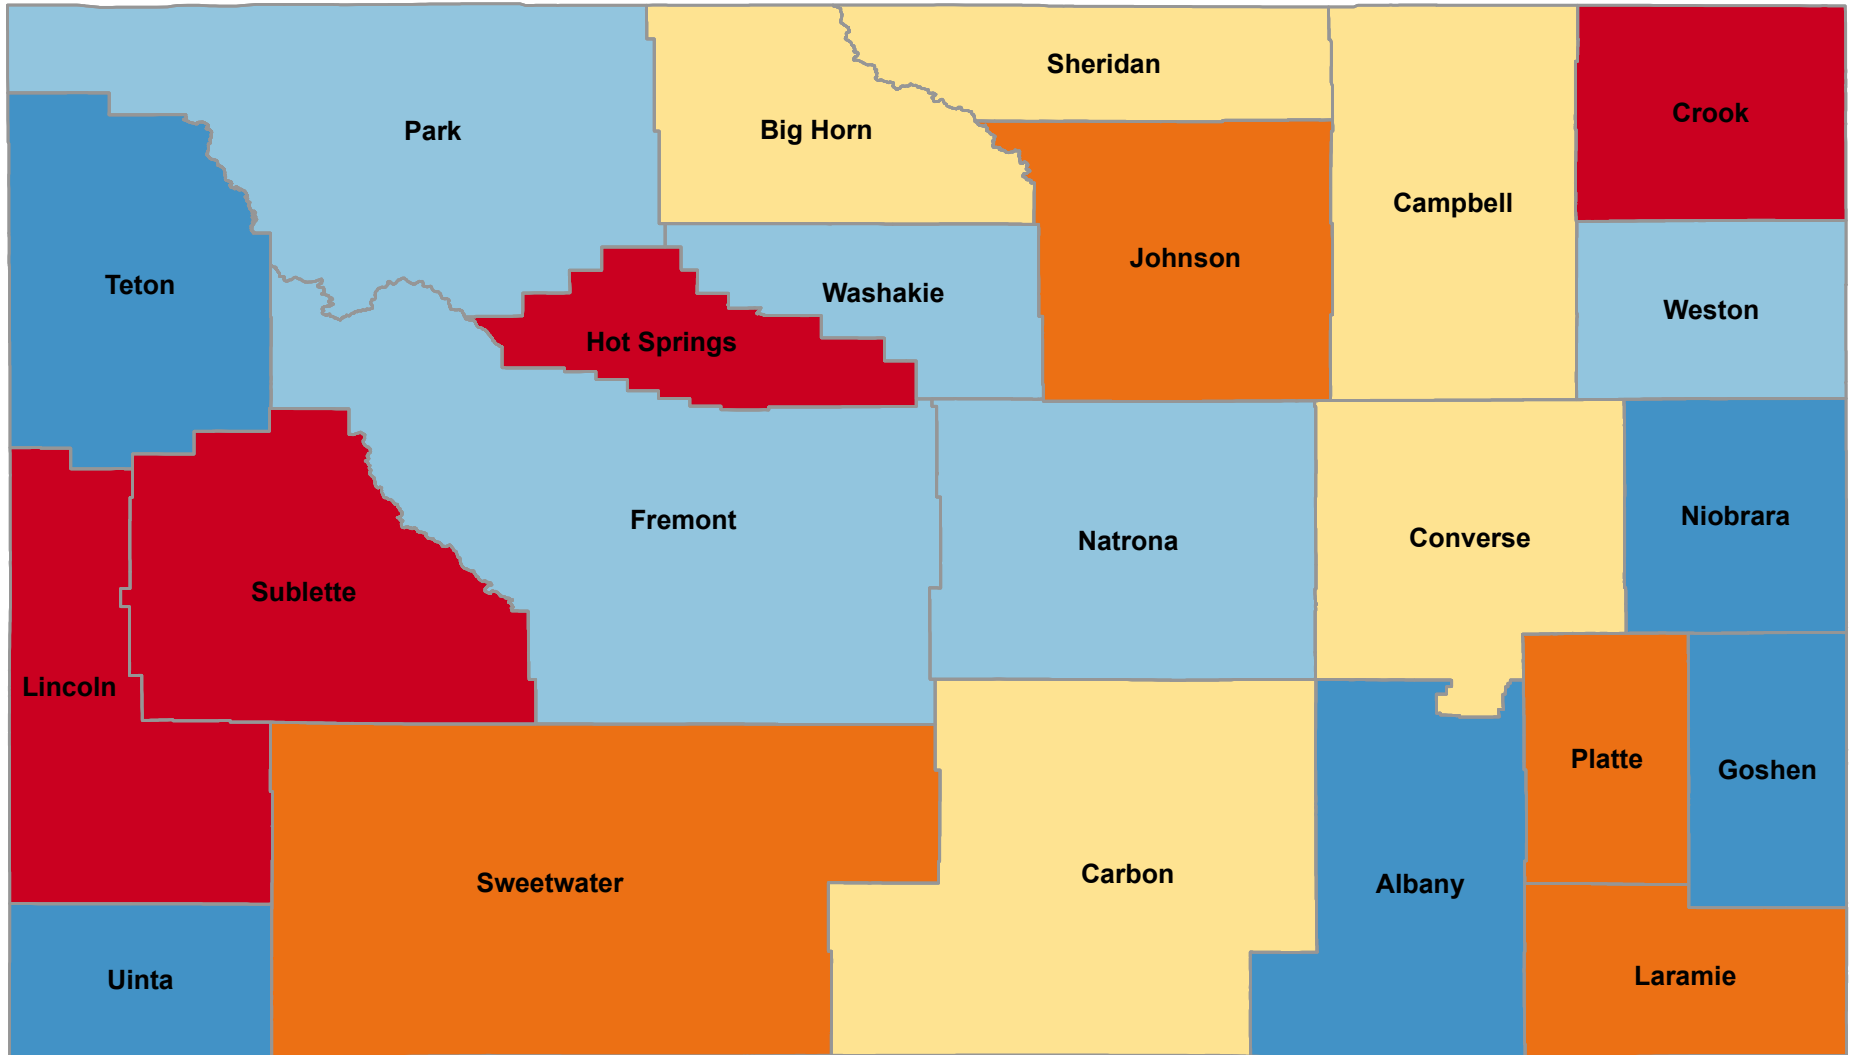 Sheridan
Crook
Park
Big Horn
Campbell
Johnson
Teton
Washakie
Weston
Hot Springs
Niobrara
Fremont
Converse
Natrona
Sublette
Lincoln
Platte
Goshen
Carbon
Sweetwater
Albany
Laramie
Uinta